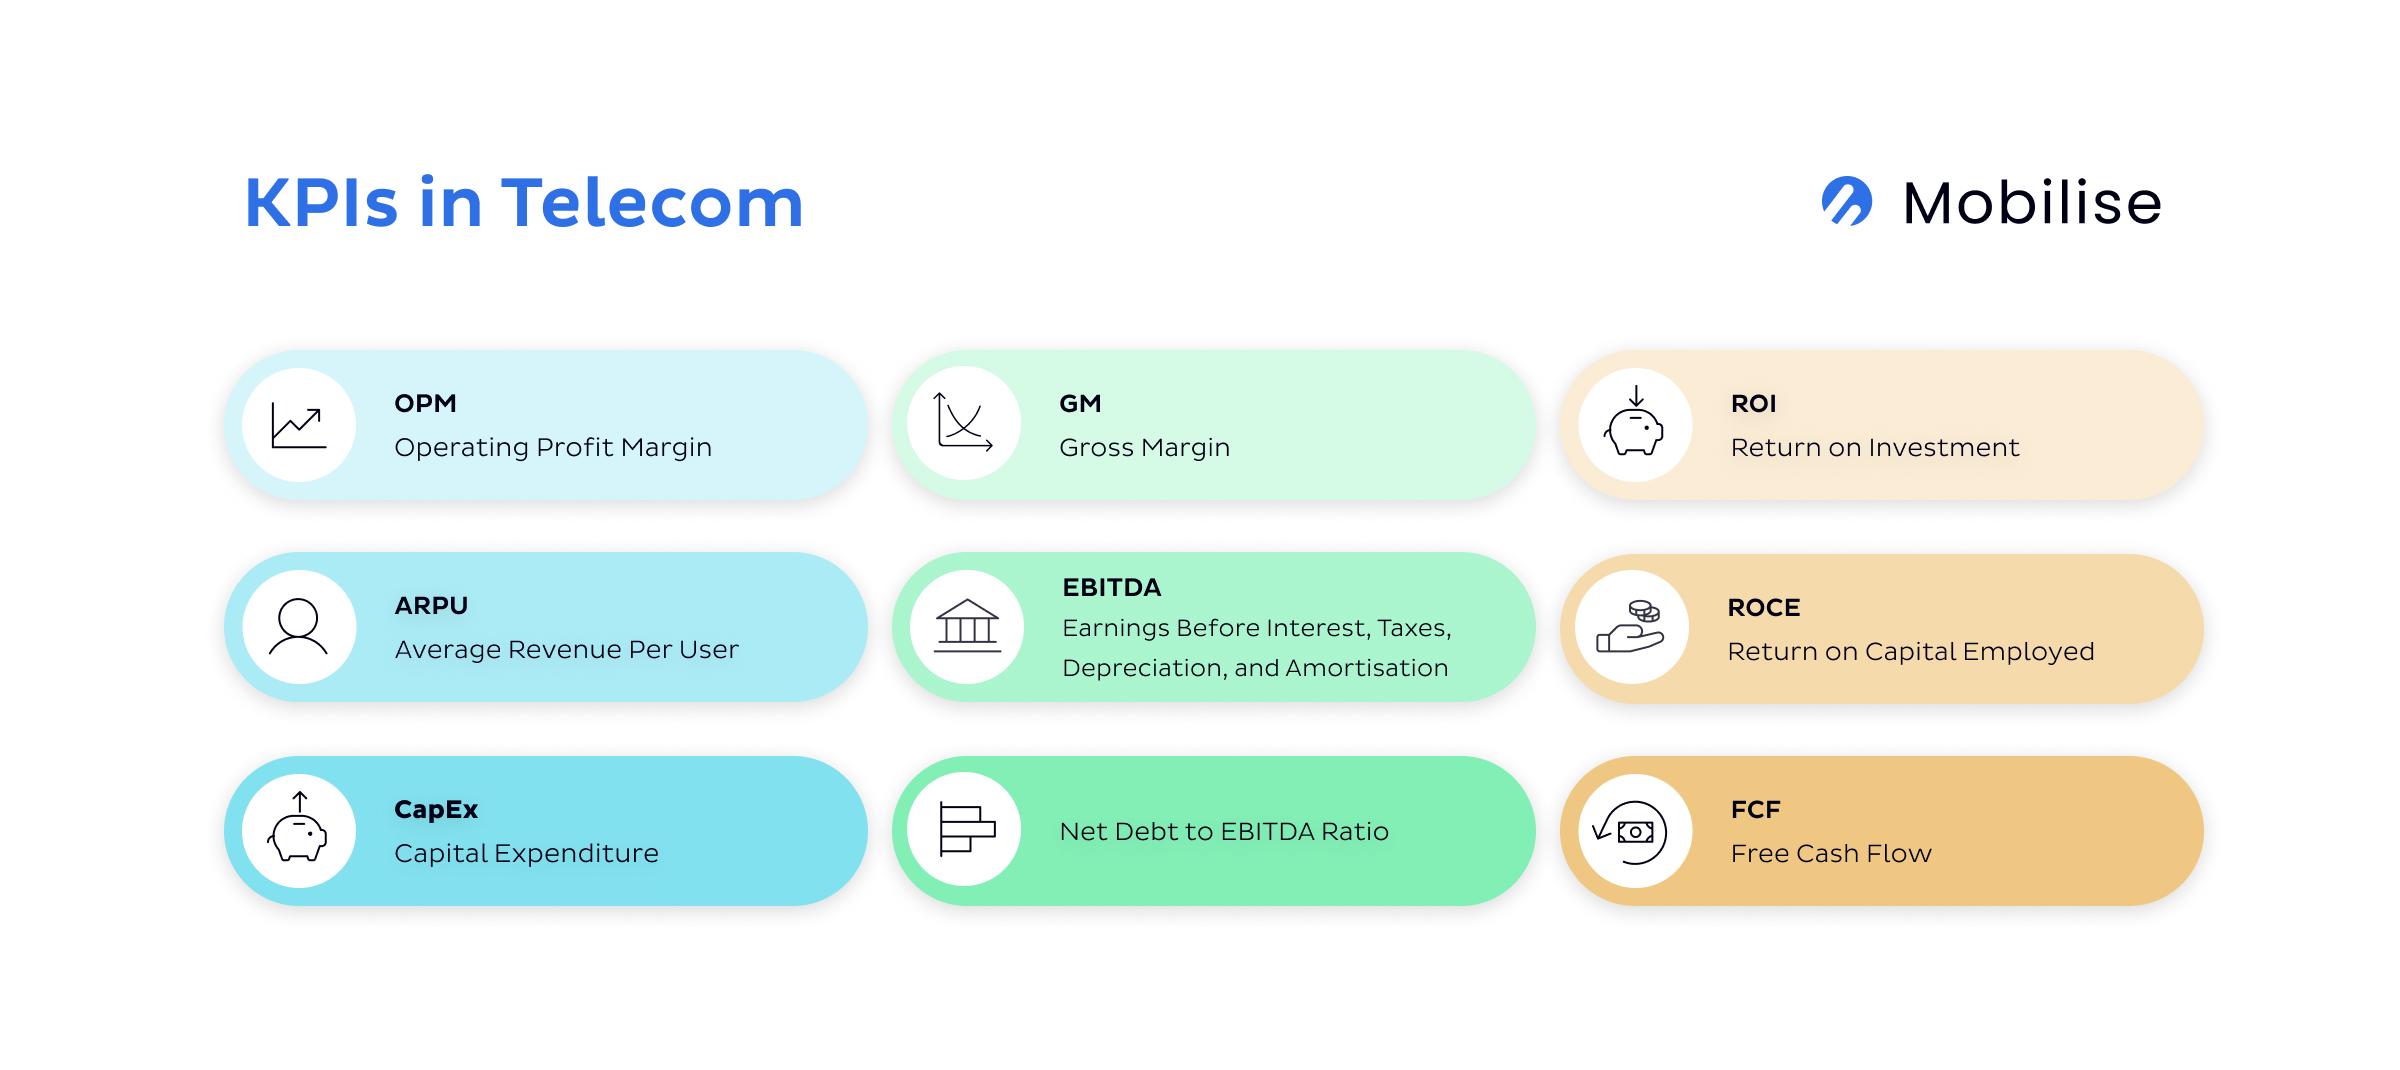 KPIs in Telecom
Mobilise
OPM
Operating Profit Margin
GM
Gross Margin
ROI
Return on Investment
ARPU
Average Revenue Per User
EBITDA
Earnings Before Interest, Taxes,
Depreciation, and Amortisation
ROCE
Return on Capital Employed
CapEx
Capital Expenditure
Net Debt to EBITDA Ratio
FCF
Free Cash Flow